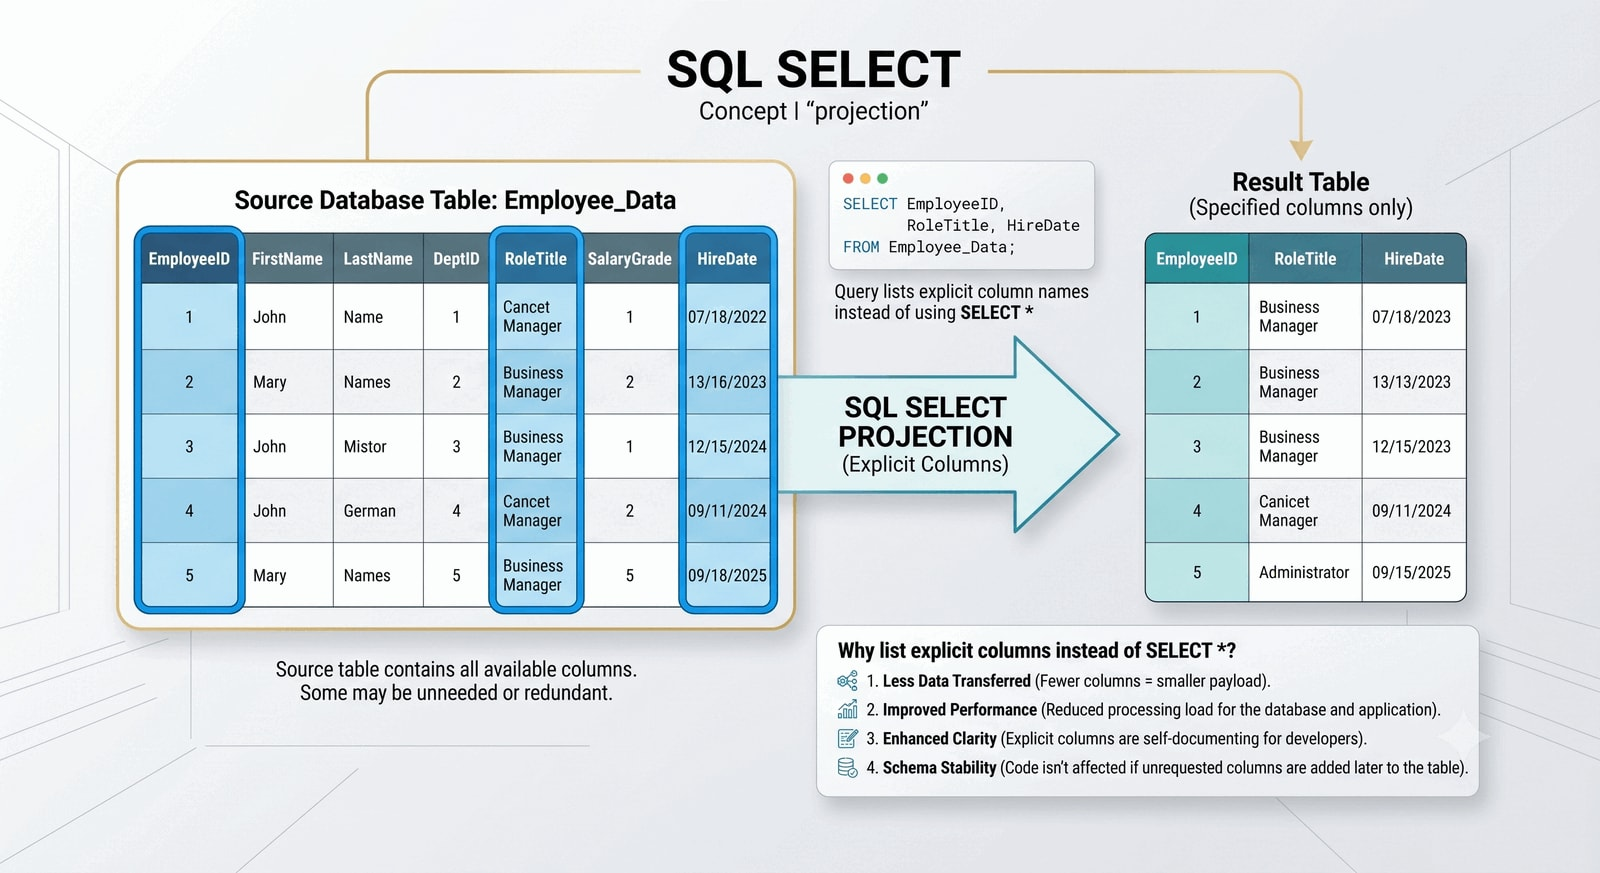 SQL SELECT
Concept | “projection”
Source Database Table: Employee_Data
EmployeeID FirstName LastName DeptID RoleTitle SalaryGrade HireDate
1 John Name 1 Cancet Manager 1 07/18/2022
2 Mary Names 2 Business Manager 2 13/16/2023
3 John Mistor 3 Business Manager 1 12/15/2024
4 John German 4 Cancet Manager 2 09/11/2024
5 Mary Names 5 Business Manager 5 09/18/2025
Source table contains all available columns.
Some may be unneeded or redundant.
SELECT EmployeeID,
RoleTitle, HireDate
FROM Employee_Data;
Query lists explicit column names
instead of using SELECT *
SQL SELECT
PROJECTION
(Explicit Columns)
Result Table
(Specified columns only)
EmployeeID RoleTitle HireDate
1 Business Manager 07/18/2023
2 Business Manager 13/13/2023
3 Business Manager 12/15/2023
4 Canicet Manager 09/11/2024
5 Administrator 09/15/2025
Why list explicit columns instead of SELECT *?
1. Less Data Transferred (Fewer columns = smaller payload).
2. Improved Performance (Reduced processing load for the database and application).
3. Enhanced Clarity (Explicit columns are self-documenting for developers).
4. Schema Stability (Code isn’t affected if unrequested columns are added later to the table).